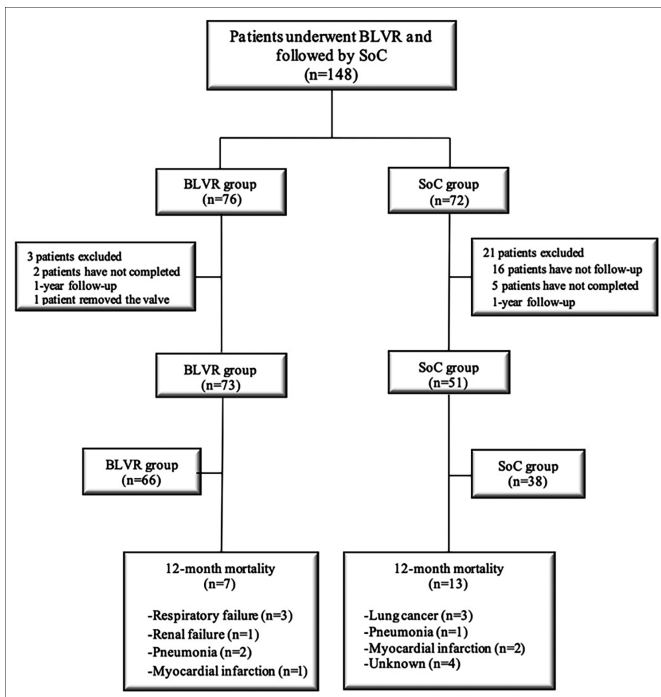 Patients underwent BLVR and
followed by SoC
(n=148)
BLVR group
(n=76)
SoC group
(n=72)
3 patients excluded
2 patients have not completed
1-year follow-up
1 patient removed the valve
21 patients excluded
16 patients have not follow-up
5 patients have not completed
1-year follow-up
BLVR group
(n=73)
SoC group
(n=51)
BLVR group
(n=66)
SoC group
(n=38)
12-month mortality
(n=7)
-Respiratory failure (n=3)
-Renal failure (n=1)
-Pneumonia (n=2)
-Myocardial infarction (n=1)
12-month mortality
(n=13)
-Lung cancer (n=3)
-Pneumonia (n=1)
-Myocardial infarction (n=2)
-Unknown (n=4)